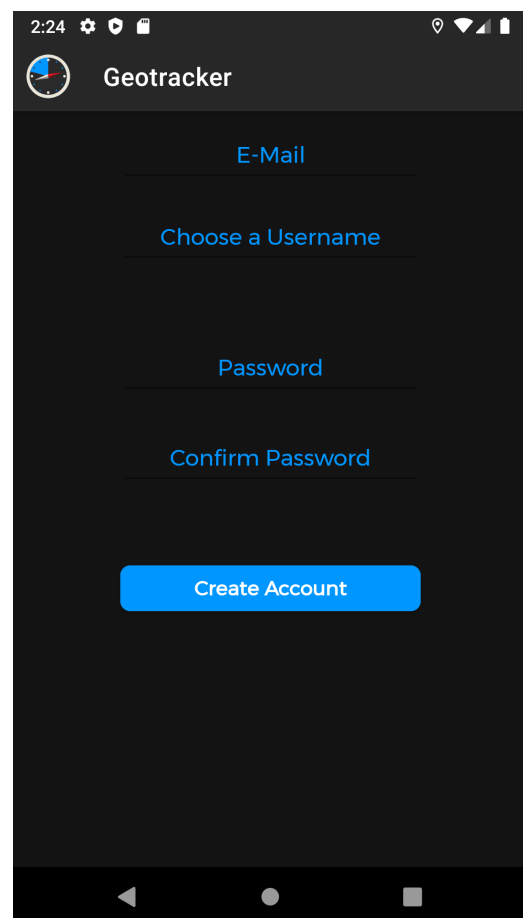 2:24
Geotracker
E-Mail
Choose a Username
Password
Confirm Password
Create Account